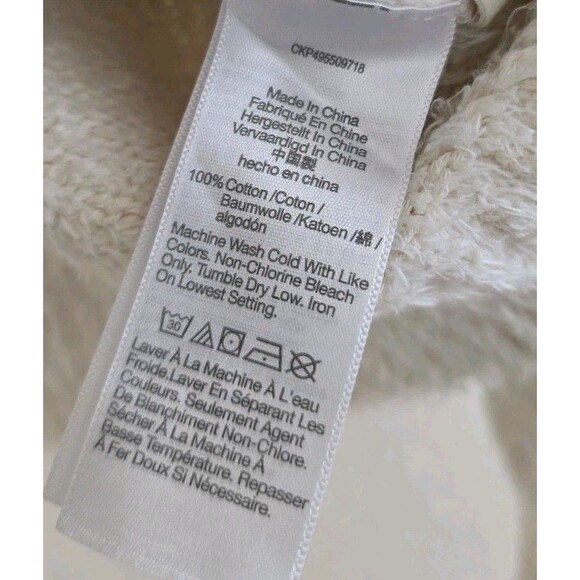 CKP495509718
Made In China
Fabriqué En Chine
Hergestellt In China
Vervaardigd In China
中国製
hecho en china
100% Cotton /Coton /
Baumwolle /Katoen /綿 /
algodón
Machine Wash Cold With Like
Colors. Non-Chlorine Bleach
Only. Tumble Dry Low. Iron
On Lowest Setting.
30
Laver À La Machine À L'eau
Froide.Laver En Séparant Les
Couleurs. Seulement Agent
De Blanchiment Non-Chlore.
Sécher À La Machine À
Basse Température. Repasser
À Fer Doux Si Nécessaire.